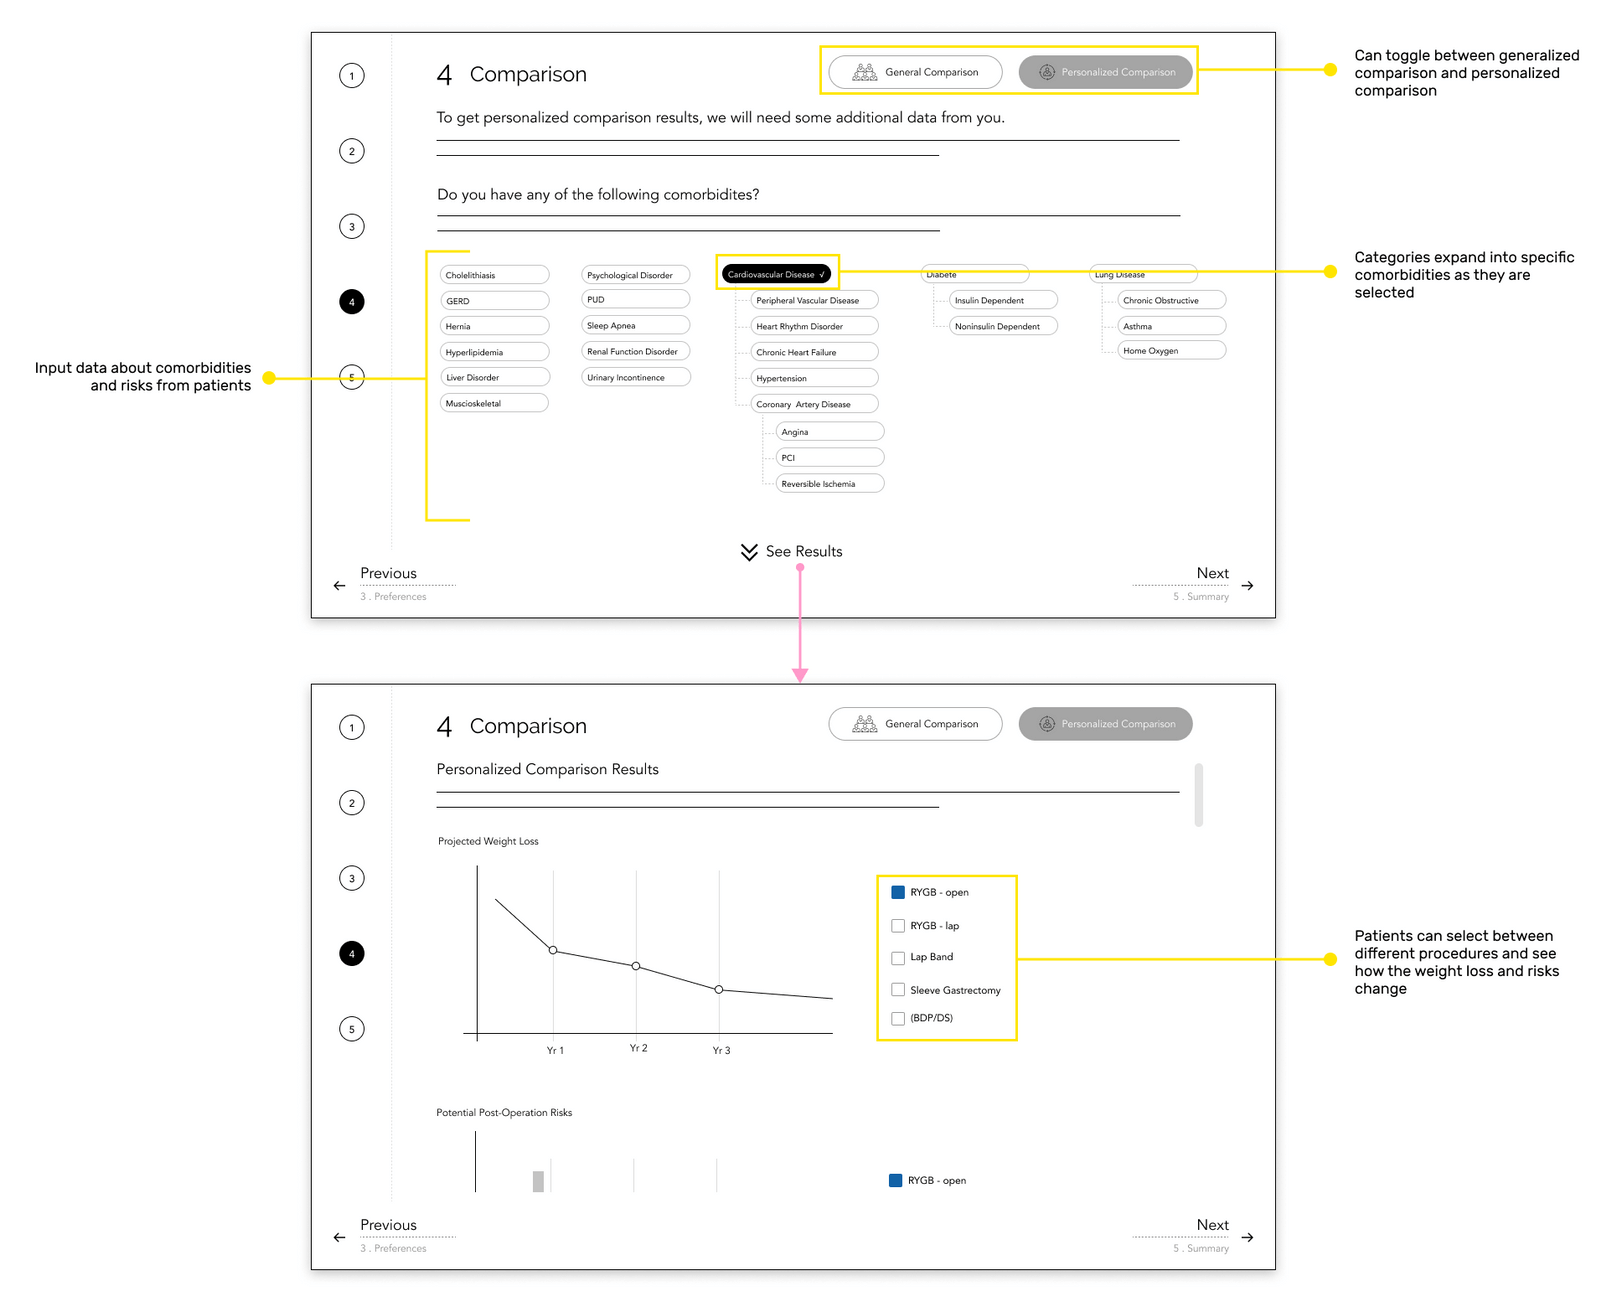 1
4 Comparison
General Comparison
Personalized Comparison
Can toggle between generalized
comparison and personalized
comparison
To get personalized comparison results, we will need some additional data from you.
2
Do you have any of the following comorbidites?
3
Cholelithiasis
GERD
Hernia
Hyperlipidemia
Liver Disorder
Muscioskeletal
Psychological Disorder
PUD
Sleep Apnea
Renal Function Disorder
Urinary Incontinence
Cardiovascular Disease ✓
Peripheral Vascular Disease
Heart Rhythm Disorder
Chronic Heart Failure
Hypertension
Coronary Artery Disease
Angina
PCI
Reversible Ischemia
Diabete
Insulin Dependent
Noninsulin Dependent
Lung Disease
Chronic Obstructive
Asthma
Home Oxygen
Categories expand into specific
comorbidities as they are
selected
4
Input data about comorbidities
and risks from patients
5
See Results
Previous
3 . Preferences
Next
5 . Summary
1
4 Comparison
General Comparison
Personalized Comparison
Personalized Comparison Results
2
Projected Weight Loss
3
RYGB - open
RYGB - lap
Lap Band
Sleeve Gastrectomy
(BDP/DS)
Patients can select between
different procedures and see
how the weight loss and risks
change
4
5
Yr 1
Yr 2
Yr 3
Potential Post-Operation Risks
RYGB - open
Previous
3 . Preferences
Next
5 . Summary